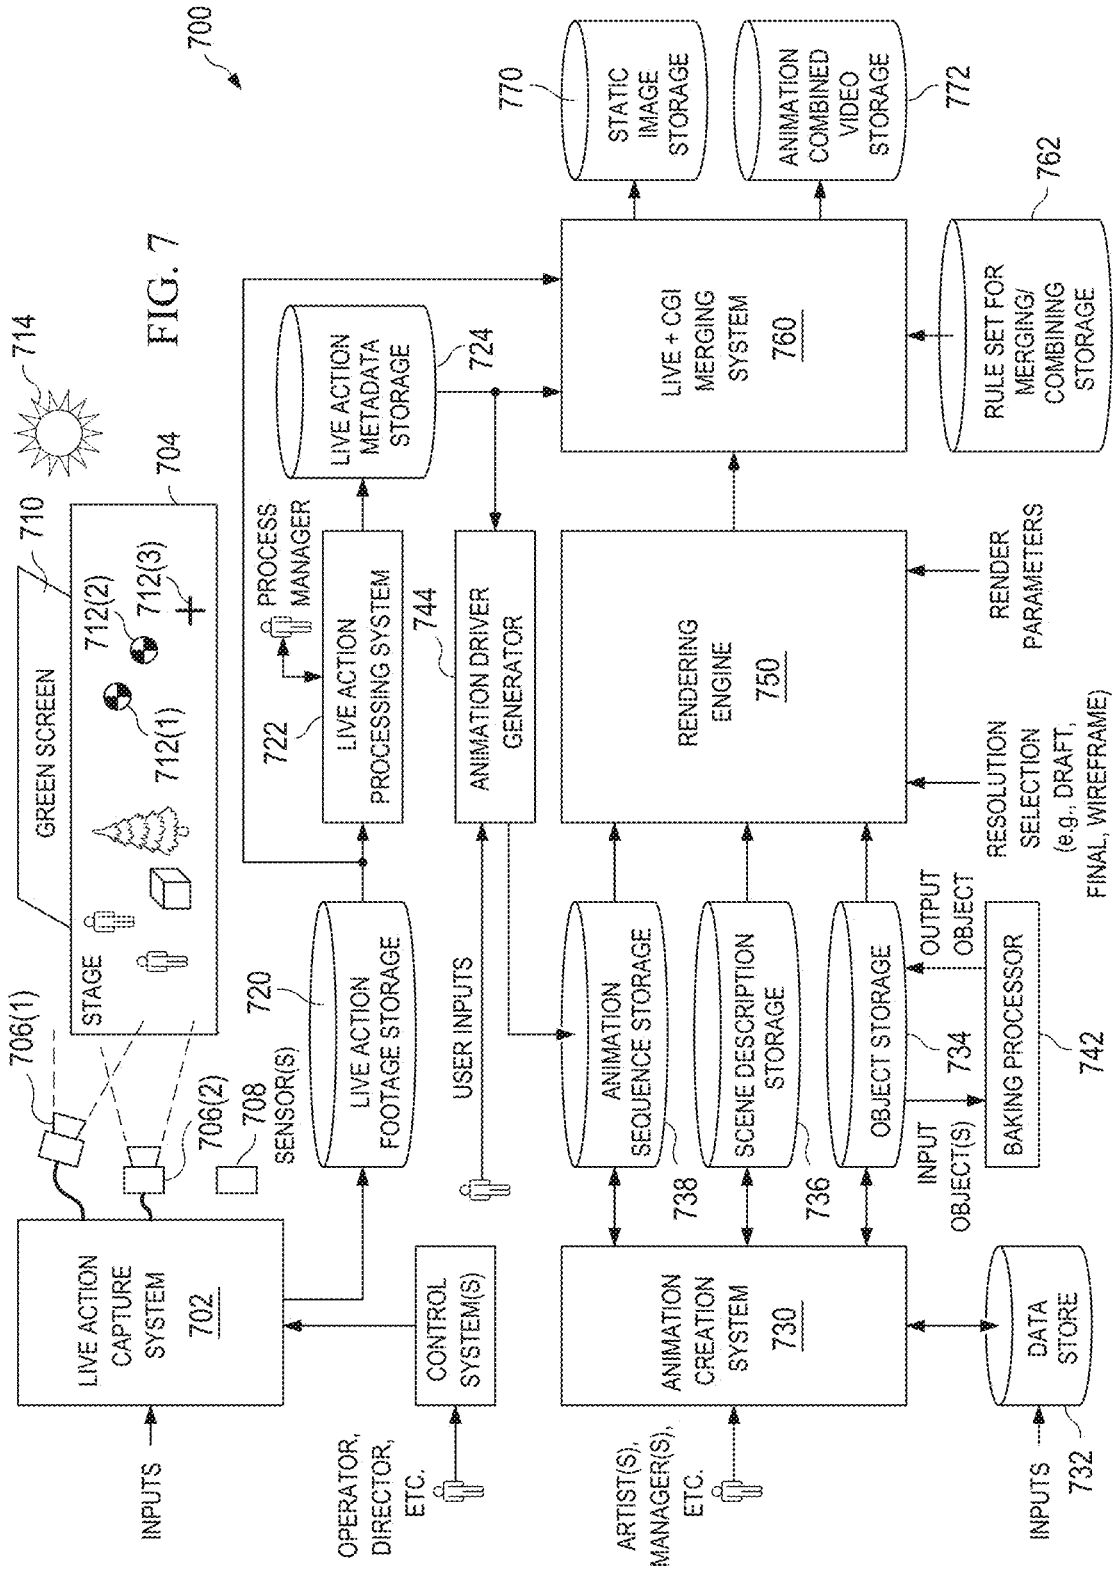 FIG. 7
700
714
GREEN SCREEN
710
STAGE
704
712(1)
712(2)
712(3)
706(1)
706(2)
708
SENSOR(S)
INPUTS
LIVE ACTION
CAPTURE
SYSTEM
702
OPERATOR,
DIRECTOR,
ETC.
CONTROL
SYSTEM(S)
720
LIVE ACTION
FOOTAGE STORAGE
722
LIVE ACTION
PROCESSING SYSTEM
PROCESS
MANAGER
LIVE ACTION
METADATA
STORAGE
724
USER INPUTS
744
ANIMATION DRIVER
GENERATOR
ARTIST(S),
MANAGER(S),
ETC.
ANIMATION
CREATION
SYSTEM
730
INPUTS
732
DATA
STORE
ANIMATION
SEQUENCE STORAGE
738
SCENE DESCRIPTION
STORAGE
736
OBJECT STORAGE
734
INPUT
OBJECT(S)
OUTPUT
OBJECT
BAKING PROCESSOR
742
RENDERING
ENGINE
750
RESOLUTION
SELECTION
(e.g., DRAFT,
FINAL, WIREFRAME)
RENDER
PARAMETERS
LIVE + CGI
MERGING
SYSTEM
760
RULE SET FOR
MERGING/
COMBINING
STORAGE
762
STATIC
IMAGE
STORAGE
770
ANIMATION
COMBINED
VIDEO
STORAGE
772